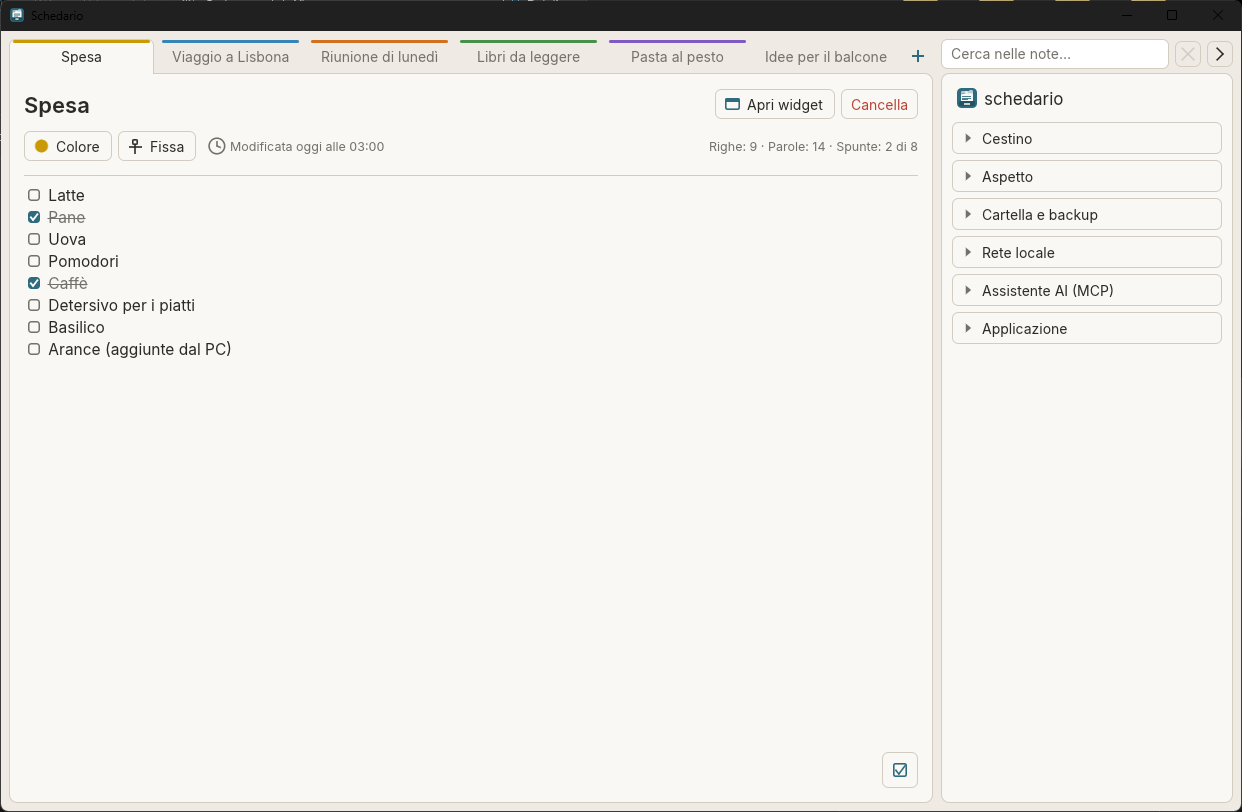 Schedario
Spesa
Viaggio a Lisbona
Riunione di lunedì
Libri da leggere
Pasta al pesto
Idee per il balcone
Cerca nelle note...
Spesa
Apri widget
Cancella
Colore
Fissa
Modificata oggi alle 03:00
Righe: 9 · Parole: 14 · Spunte: 2 di 8
Latte
Pane
Uova
Pomodori
Caffè
Detersivo per i piatti
Basilico
Arance (aggiunte dal PC)
schedario
Cestino
Aspetto
Cartella e backup
Rete locale
Assistente AI (MCP)
Applicazione